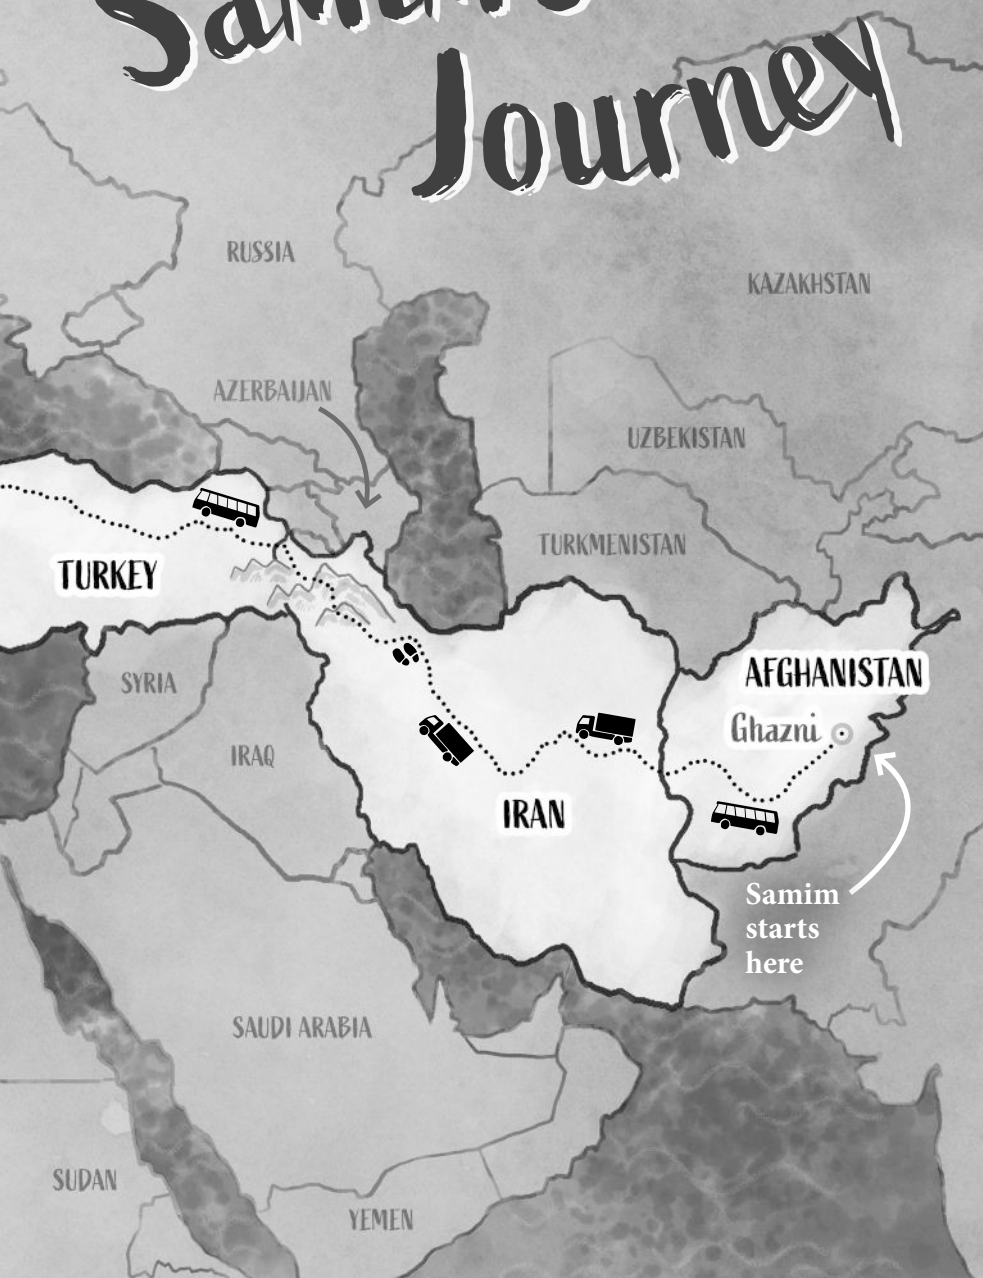 Samim's
Journey
RUSSIA
KAZAKHSTAN
AZERBAIJAN
UZBEKISTAN
TURKMENISTAN
TURKEY
AFGHANISTAN
SYRIA
Ghazni
IRAQ
IRAN
Samim
starts
here
SAUDI ARABIA
SUDAN
YEMEN